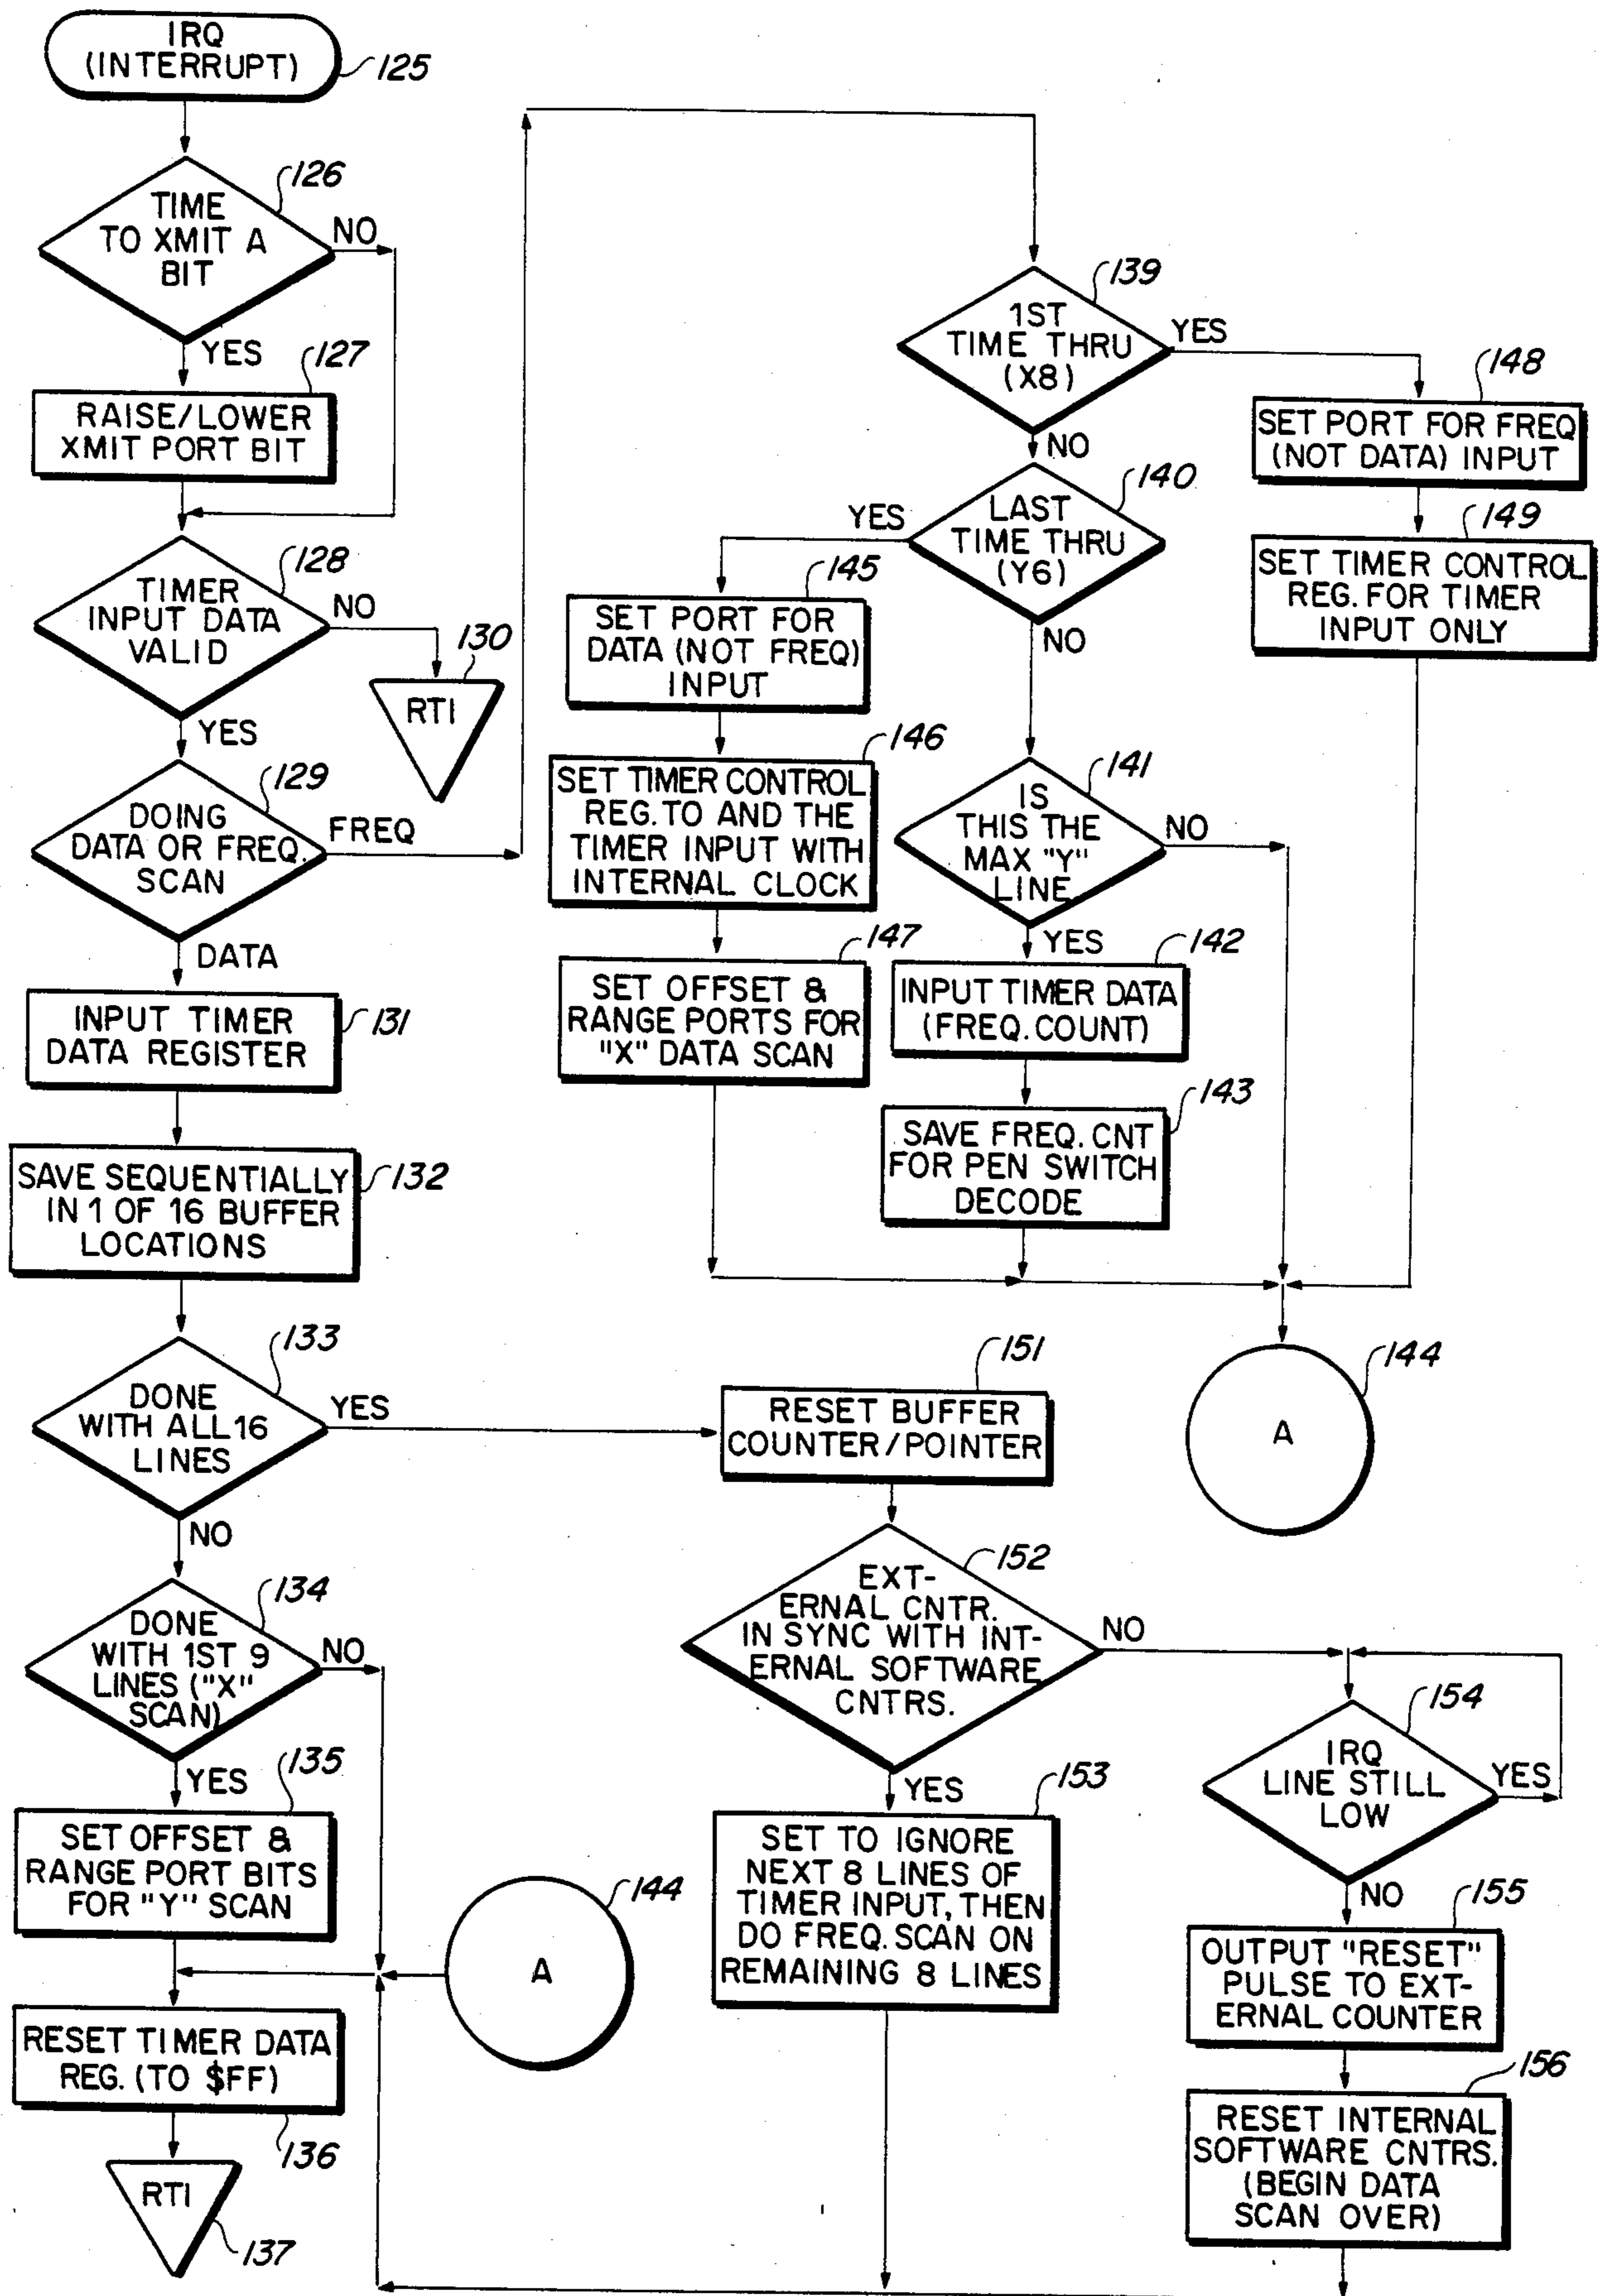 IRQ
(INTERRUPT)
125
TIME
TO XMIT A
BIT
126
NO
YES
RAISE/LOWER
XMIT PORT BIT
127
TIMER
INPUT DATA
VALID
128
NO
RTI
130
YES
DOING
DATA OR FREQ.
SCAN
129
FREQ
DATA
INPUT TIMER
DATA REGISTER
131
SAVE SEQUENTIALLY
IN 1 OF 16 BUFFER
LOCATIONS
132
DONE
WITH ALL 16
LINES
133
YES
NO
DONE
WITH 1ST 9
LINES ("X"
SCAN)
134
NO
YES
SET OFFSET &
RANGE PORT BITS
FOR "Y" SCAN
135
A
144
RESET TIMER DATA
REG. (TO $FF)
136
RTI
137
1ST
TIME THRU
(X8)
139
YES
NO
SET PORT FOR FREQ
(NOT DATA) INPUT
148
SET TIMER CONTROL
REG. FOR TIMER
INPUT ONLY
149
LAST
TIME THRU
(Y6)
140
YES
NO
SET PORT FOR
DATA (NOT FREQ)
INPUT
145
SET TIMER CONTROL
REG. TO AND THE
TIMER INPUT WITH
INTERNAL CLOCK
146
SET OFFSET &
RANGE PORTS FOR
"X" DATA SCAN
147
IS
THIS THE
MAX "Y"
LINE
141
NO
YES
INPUT TIMER DATA
(FREQ. COUNT)
142
SAVE FREQ. CNT
FOR PEN SWITCH
DECODE
143
A
144
RESET BUFFER
COUNTER/POINTER
151
EXT-
ERNAL CNTR.
IN SYNC WITH INT-
ERNAL SOFTWARE
CNTRS.
152
NO
YES
SET TO IGNORE
NEXT 8 LINES OF
TIMER INPUT, THEN
DO FREQ. SCAN ON
REMAINING 8 LINES
153
IRQ
LINE STILL
LOW
154
YES
NO
OUTPUT "RESET"
PULSE TO EXT-
ERNAL COUNTER
155
RESET INTERNAL
SOFTWARE CNTRS.
(BEGIN DATA
SCAN OVER)
156